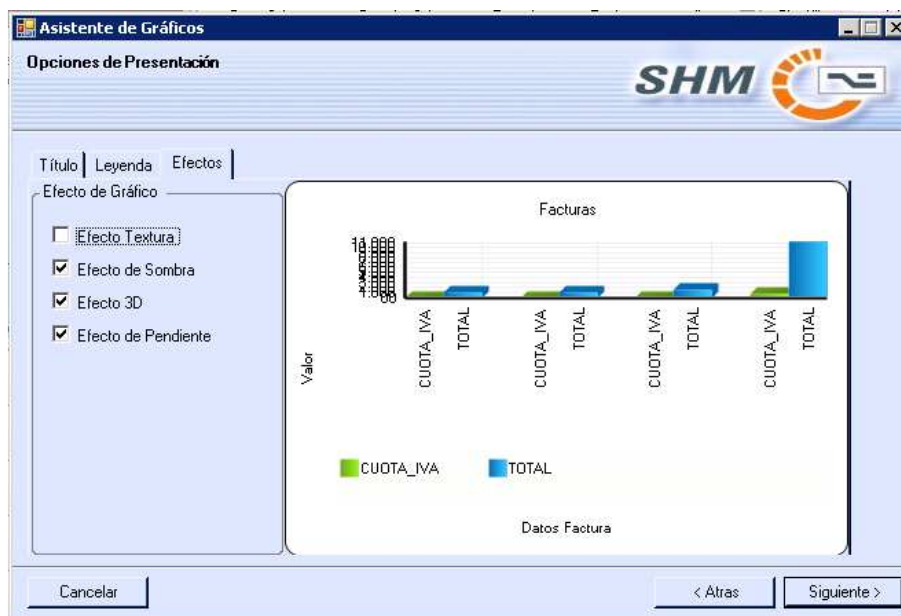 Asistente de Gráficos
Opciones de Presentación
SHM
Título Leyenda Efectos
Efecto de Gráfico
Efecto Textura
Efecto de Sombra
Efecto 3D
Efecto de Pendiente
Facturas
11.000
Valor
CUOTA_IVA
TOTAL
CUOTA_IVA
TOTAL
CUOTA_IVA
TOTAL
CUOTA_IVA
TOTAL
CUOTA_IVA TOTAL
Datos Factura
Cancelar < Atras Siguiente >